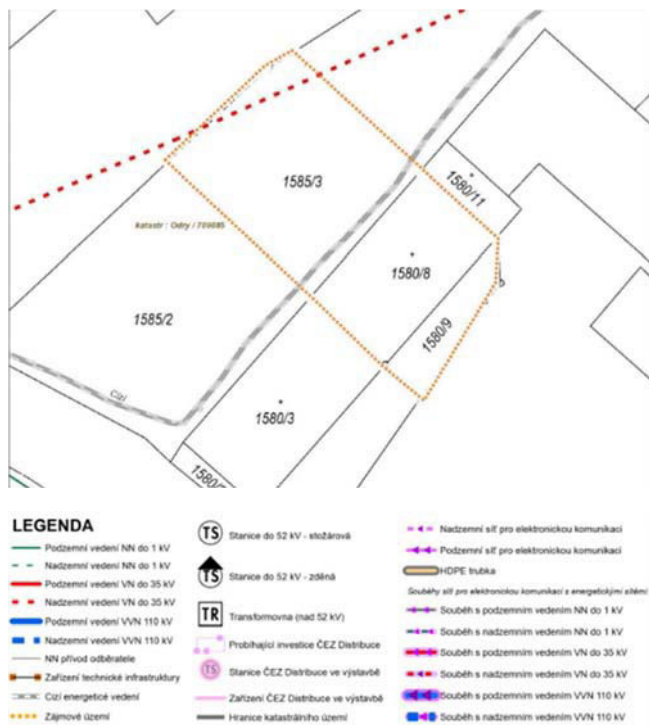 1585/3
1580/11
katastr : Odry / 709085
1580/8
1585/2
1580/9
Cizí
1580/3
1580/
LEGENDA
Podzemní vedení NN do 1 kV
Nadzemní vedení NN do 1 kV
Podzemní vedení VN do 35 kV
Nadzemní vedení VN do 35 kV
Podzemní vedení VVN 110 kV
Nadzemní vedení VVN 110 kV
NN přívod odběratele
Zařízení technické infrastruktury
Cizí energetické vedení
Zájmové území
TS Stanice do 52 kV - stožárová
TS Stanice do 52 kV - zděná
TR Transformovna (nad 52 kV)
Probíhající investice ČEZ Distribuce
TS Stanice ČEZ Distribuce ve výstavbě
Zařízení ČEZ Distribuce ve výstavbě
Hranice katastrálního území
Nadzemní síť pro elektronickou komunikaci
Podzemní síť pro elektronickou komunikaci
HDPE trubka
Souběhy sítí pro elektronickou komunikaci s energetickými sítěmi
Souběh s podzemním vedením NN do 1 kV
Souběh s nadzemním vedením NN do 1 kV
Souběh s podzemním vedením VN do 35 kV
Souběh s nadzemním vedením VN do 35 kV
Souběh s podzemním vedením VVN 110 kV
Souběh s nadzemním vedením VVN 110 kV